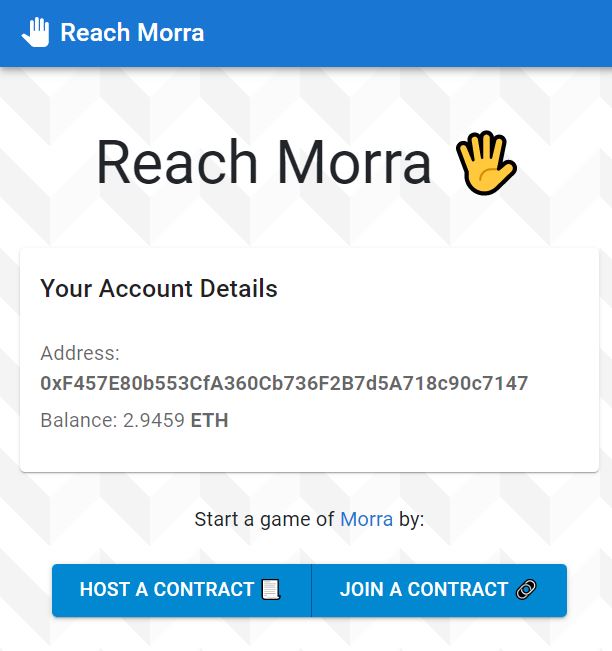 Reach Morra
Reach Morra
Your Account Details
Address:
0xF457E80b553CfA360Cb736F2B7d5A718c90c7147
Balance: 2.9459 ETH
Start a game of Morra by:
HOST A CONTRACT
JOIN A CONTRACT